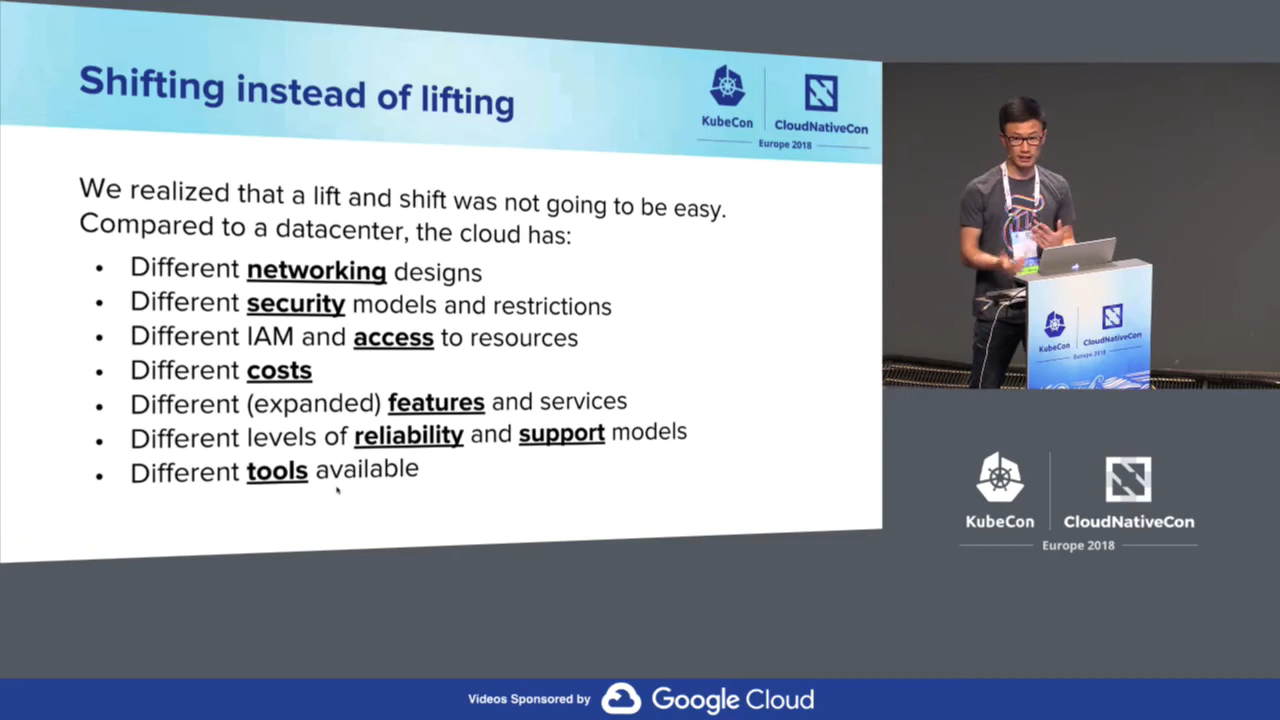 Shifting instead of lifting
KubeCon
CloudNativeCon
Europe 2018
We realized that a lift and shift was not going to be easy.
Compared to a datacenter, the cloud has:
• Different networking designs
• Different security models and restrictions
• Different IAM and access to resources
• Different costs
• Different (expanded) features and services
• Different levels of reliability and support models
• Different tools available
KubeCon
CloudNativeCon
Europe 2018
KubeCon
CloudNativeCon
Europe 2018
Videos Sponsored by Google Cloud